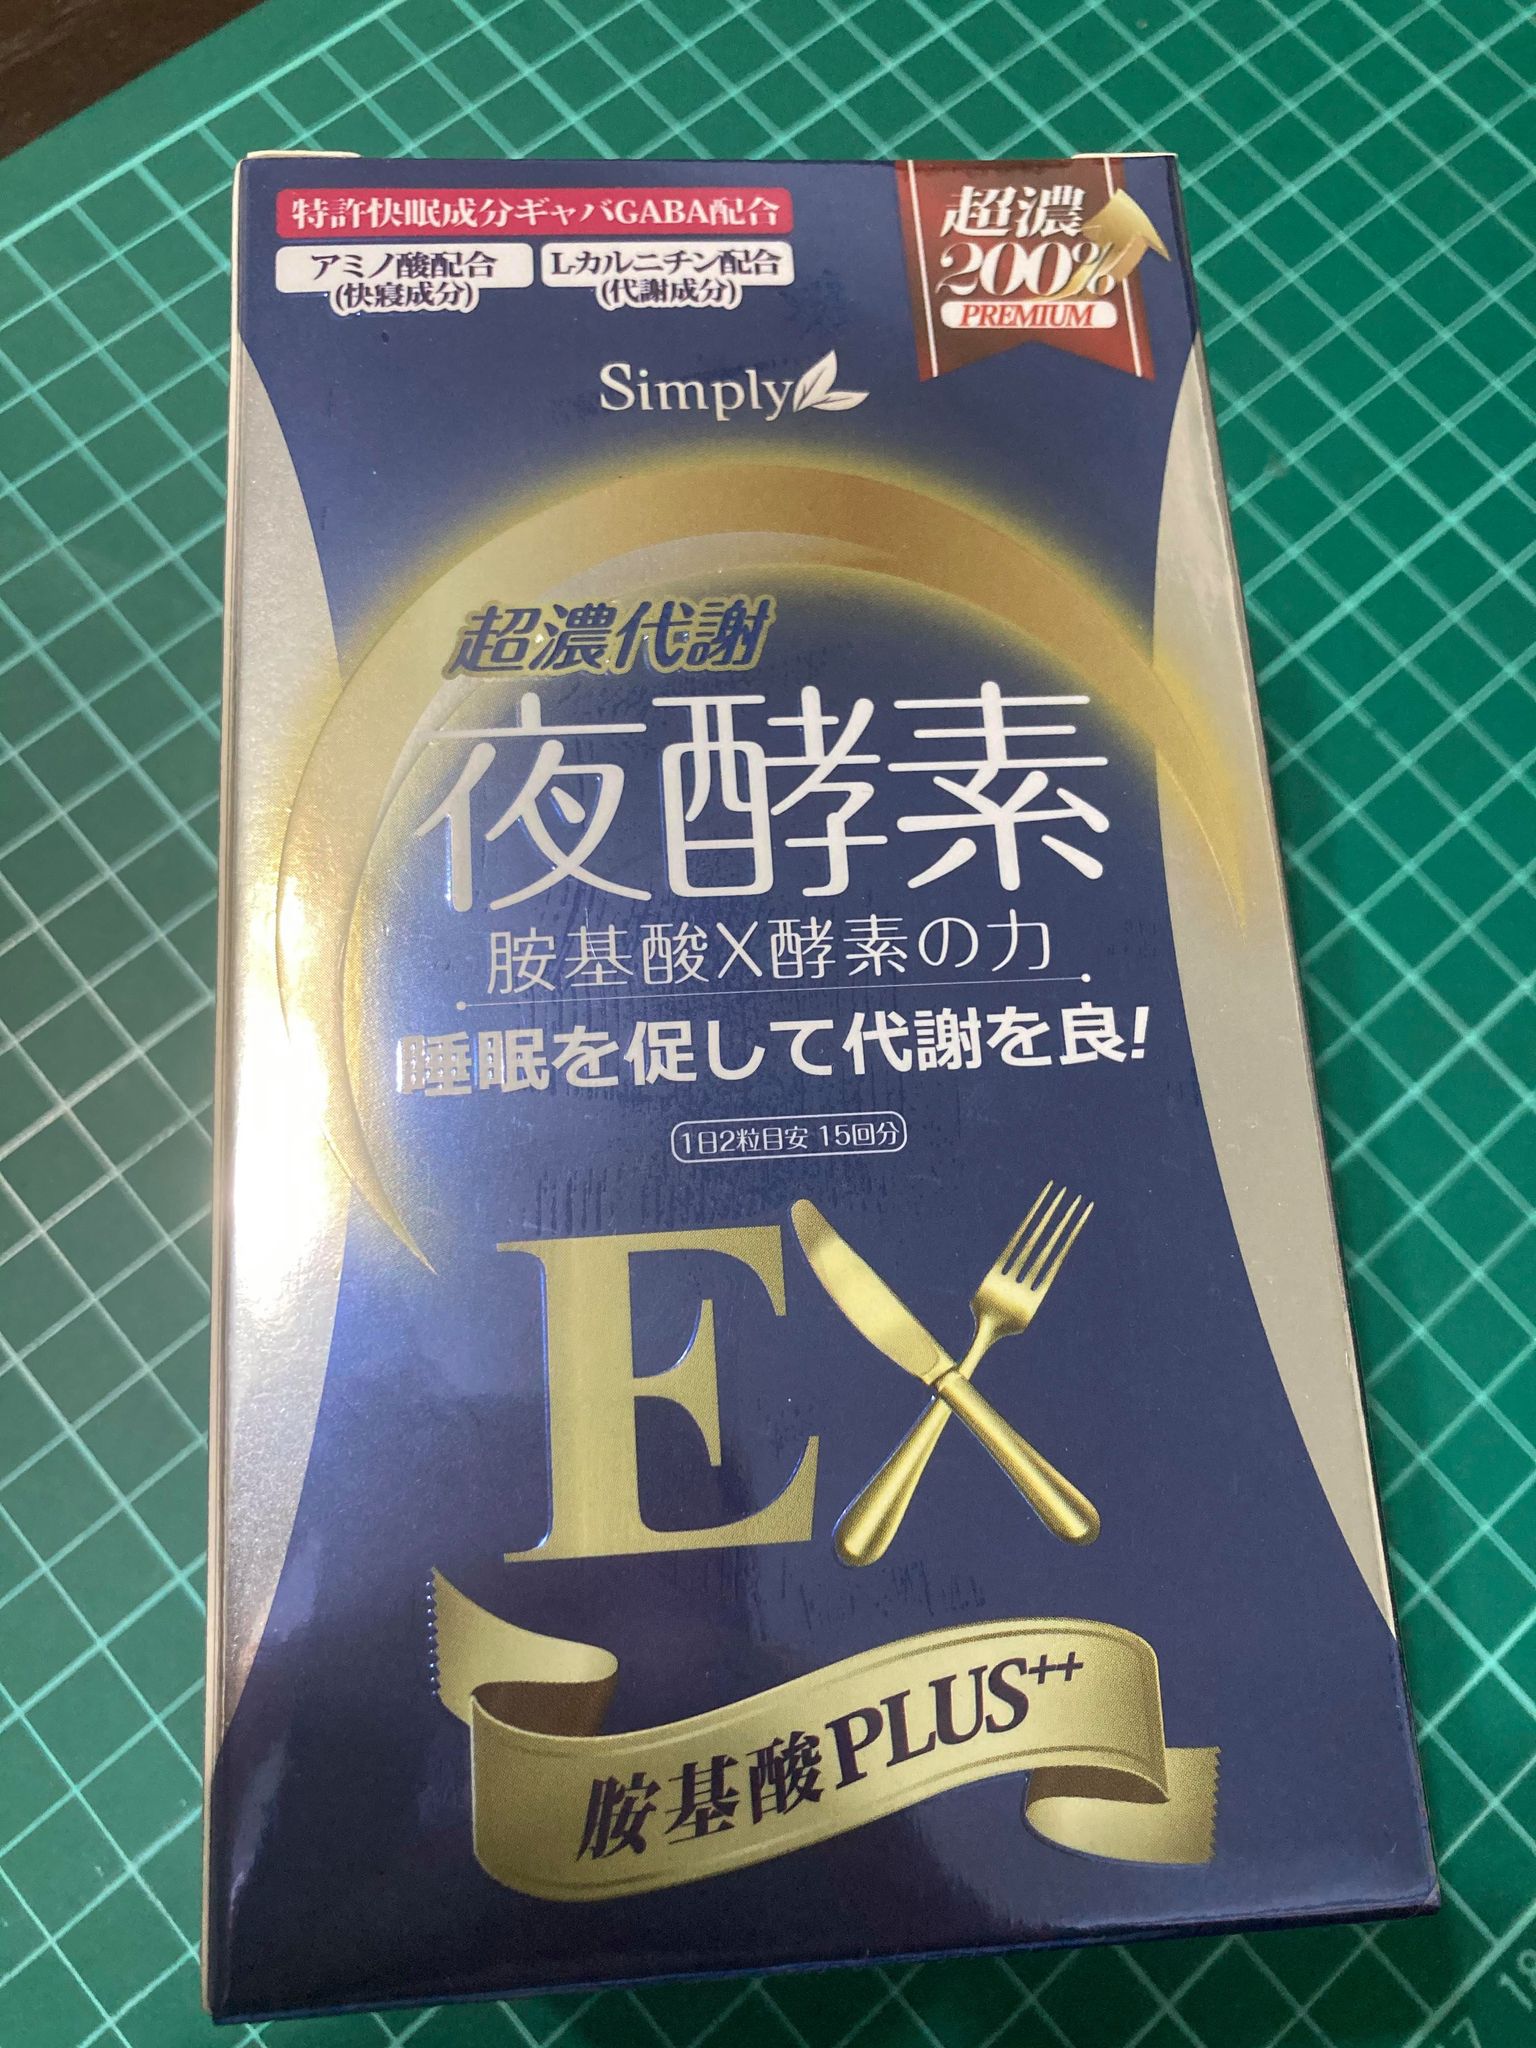 特許快眠成分ギャバGABA配合
アミノ酸配合
(快寢成分)
L-カルニチン配合
(代謝成分)
超濃
200%
PREMIUM
Simply
超濃代謝
夜酵素
胺基酸X酵素の力
睡眠を促して代謝を良!
1日2粒目安 15回分
EX
胺基酸PLUS++